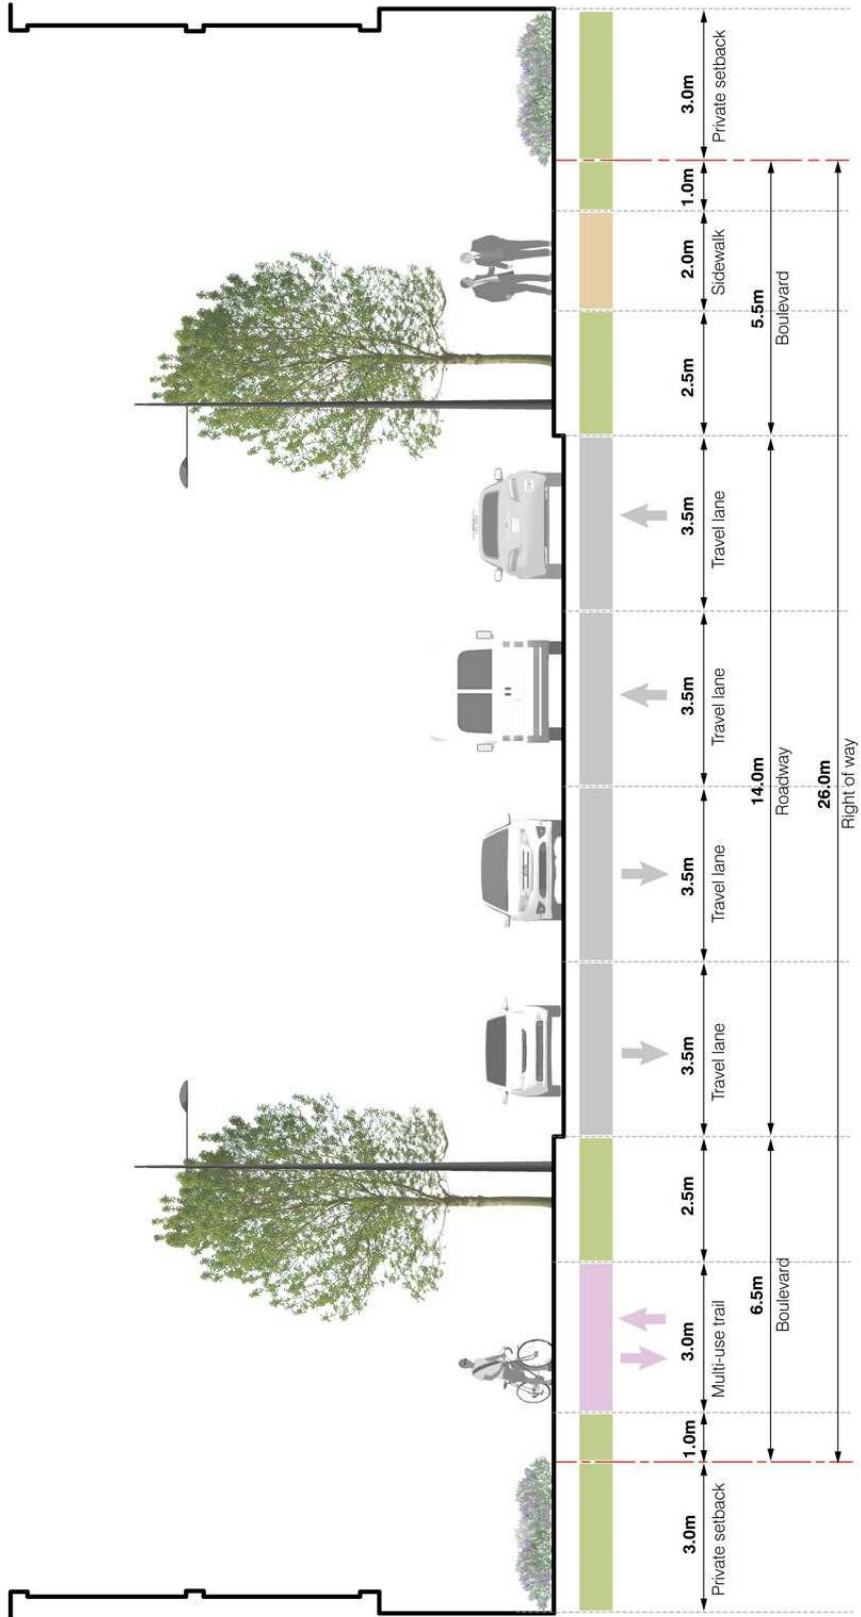 3.0m
Private setback
1.0m
3.0m
Multi-use trail
2.5m
3.5m
Travel lane
3.5m
Travel lane
3.5m
Travel lane
3.5m
Travel lane
2.5m
2.0m
Sidewalk
1.0m
3.0m
Private setback
6.5m
Boulevard
14.0m
Roadway
5.5m
Boulevard
26.0m
Right of way